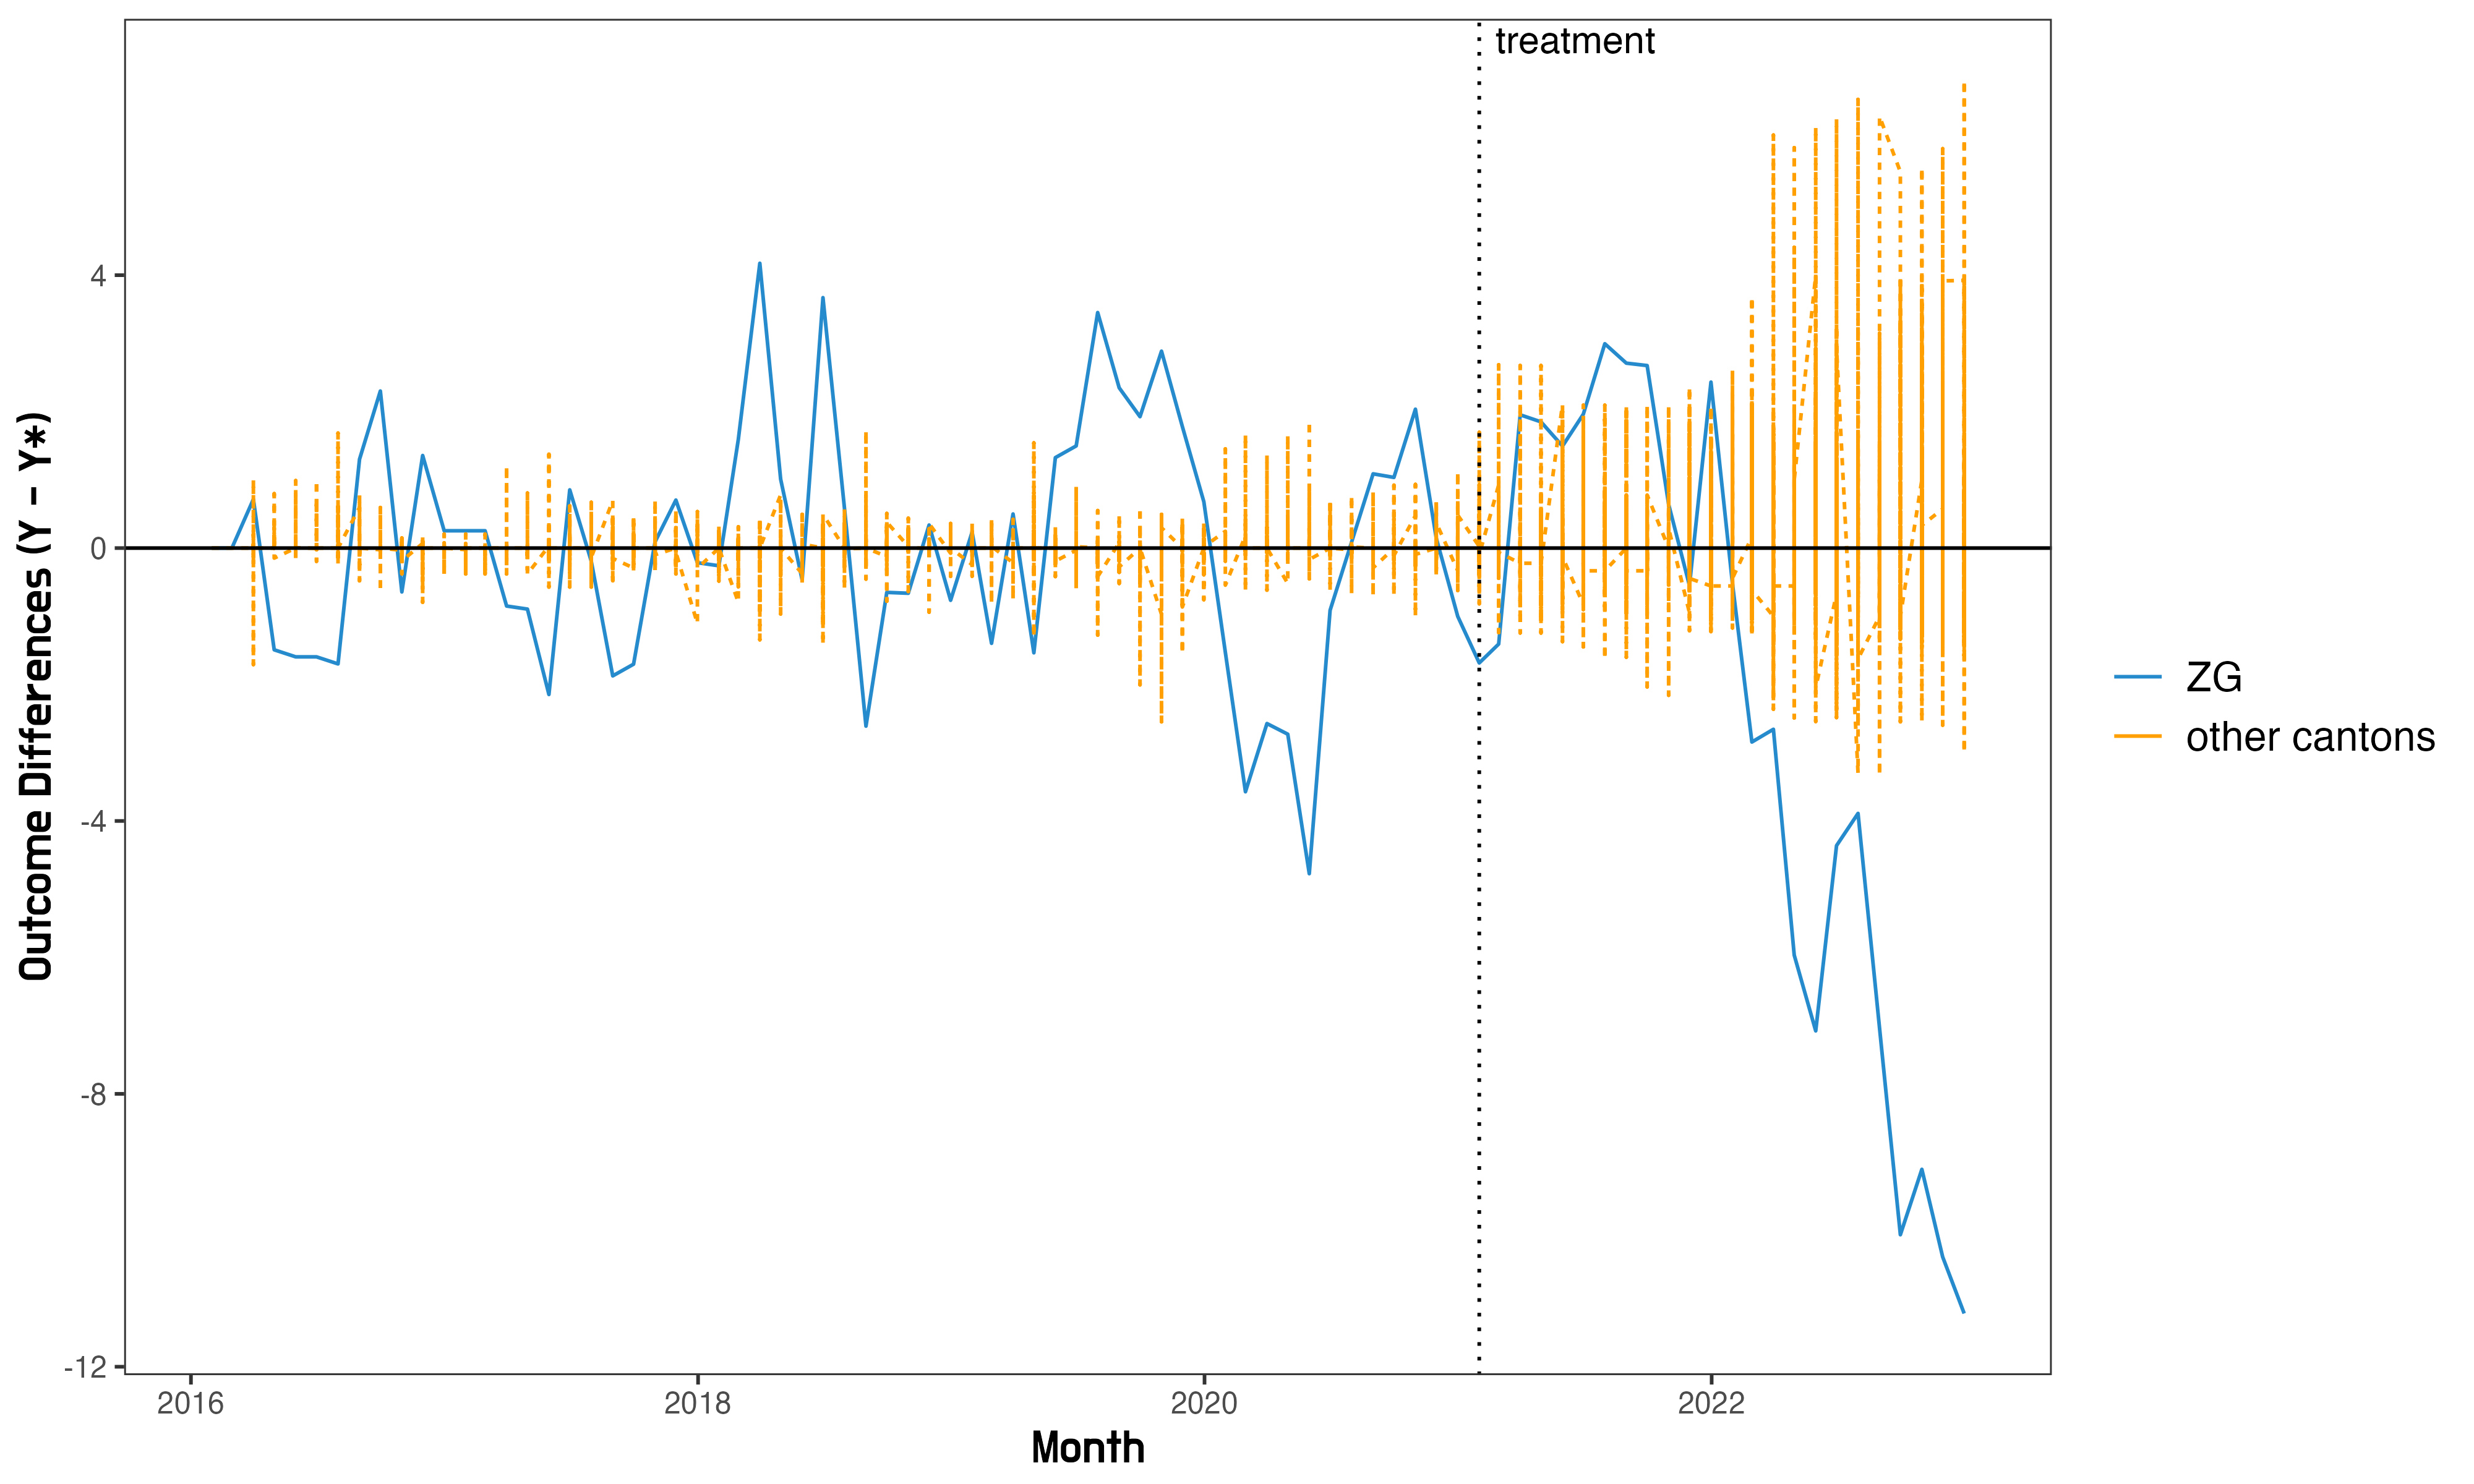 treatment
Outcome Differences (Y − Y*)
4
0
-4
-8
-12
2016
2018
2020
2022
Month
ZG
other cantons